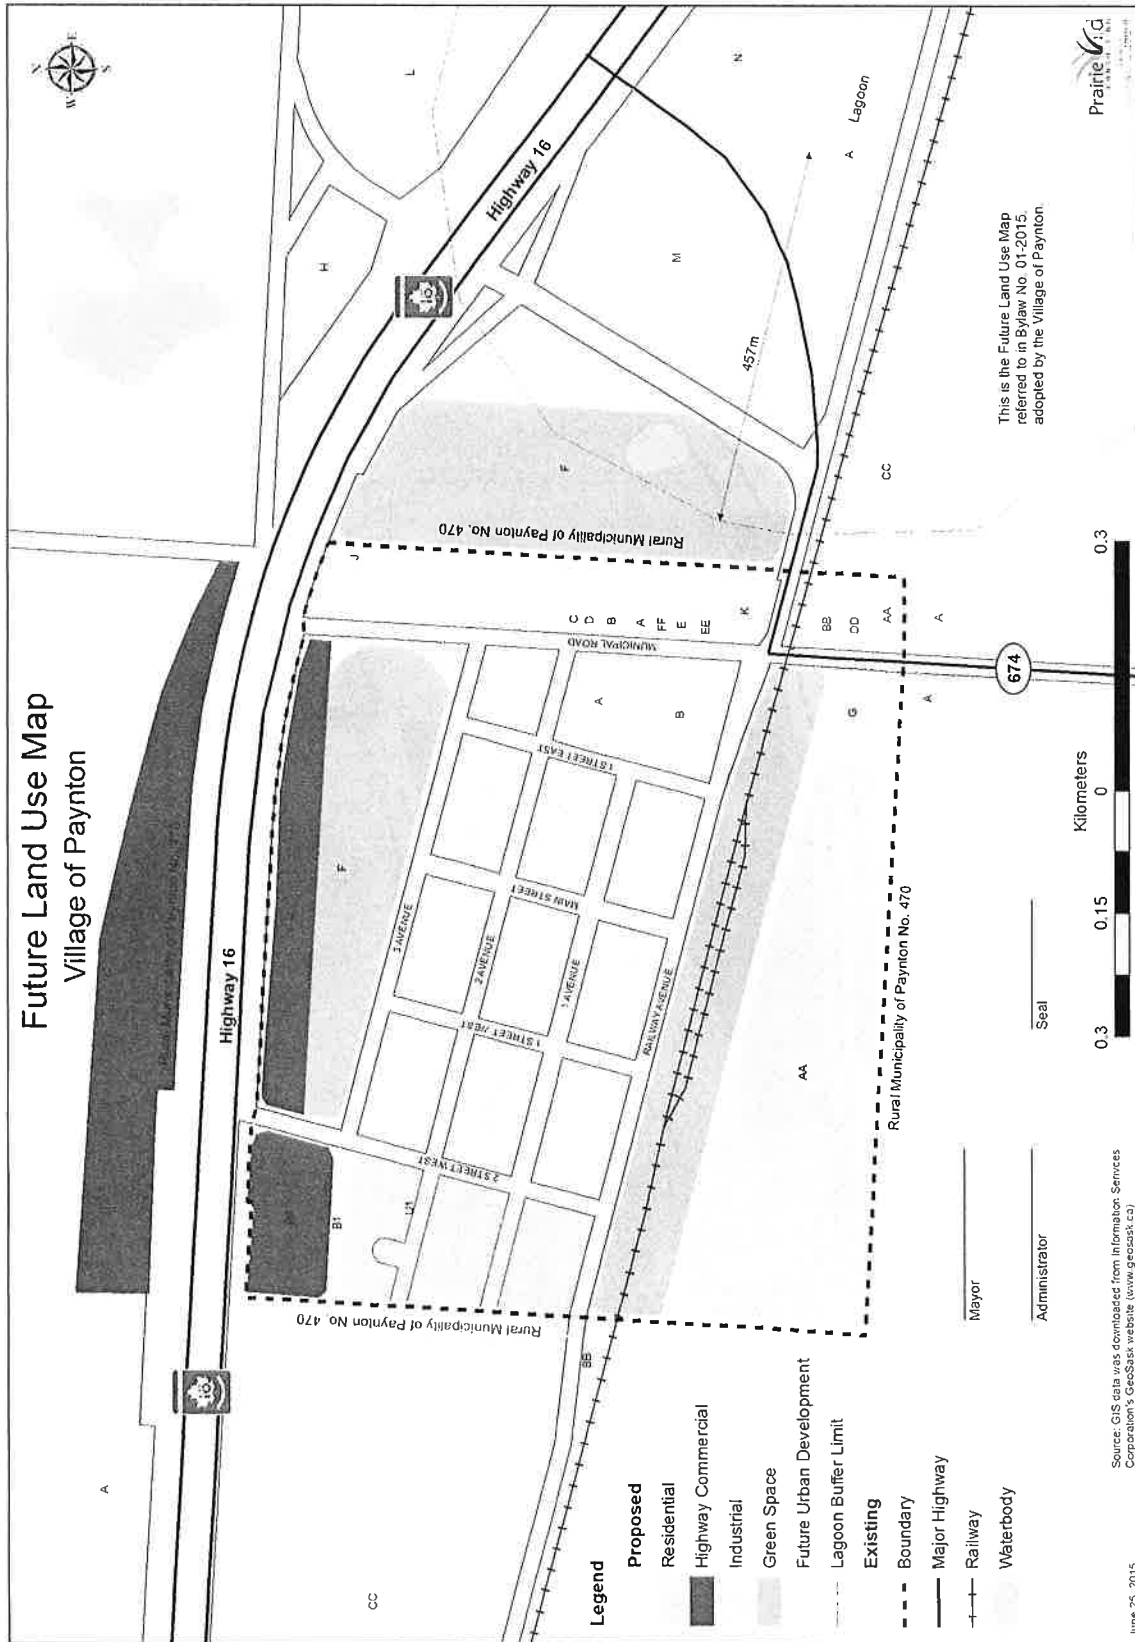 Future Land Use Map
Village of Paynton
N
E
S
W
A
Highway 16
Highway 16
16
16
L
H
N
M
Lagoon
A
457m
F
F
J
K
Rural Municipality of Paynton No. 470
Rural Municipality of Paynton No. 470
Rural Municipality of Paynton No. 470
MUNICIPAL ROAD
C
D
B
A
FF
E
EE
BB
DD
AA
A
A
G
CC
674
3 AVENUE
2 AVENUE
1 AVENUE
RAILWAY AVENUE
1 STREET EAST
MAIN STREET
1 STREET WEST
2 STREET WEST
A
B
B1
AA
BB
CC
This is the Future Land Use Map
referred to in Bylaw No. 01-2015,
adopted by the Village of Paynton.
Legend
Proposed
Residential
Highway Commercial
Industrial
Green Space
Future Urban Development
Lagoon Buffer Limit
Existing
Boundary
Major Highway
Railway
Waterbody
Mayor
Administrator
Seal
Kilometers
0.3 0.15 0 0.3
Source: GIS data was downloaded from Information Services
Corporation's GeoSask website (www.geosask.ca)
June 25, 2015
Prairie